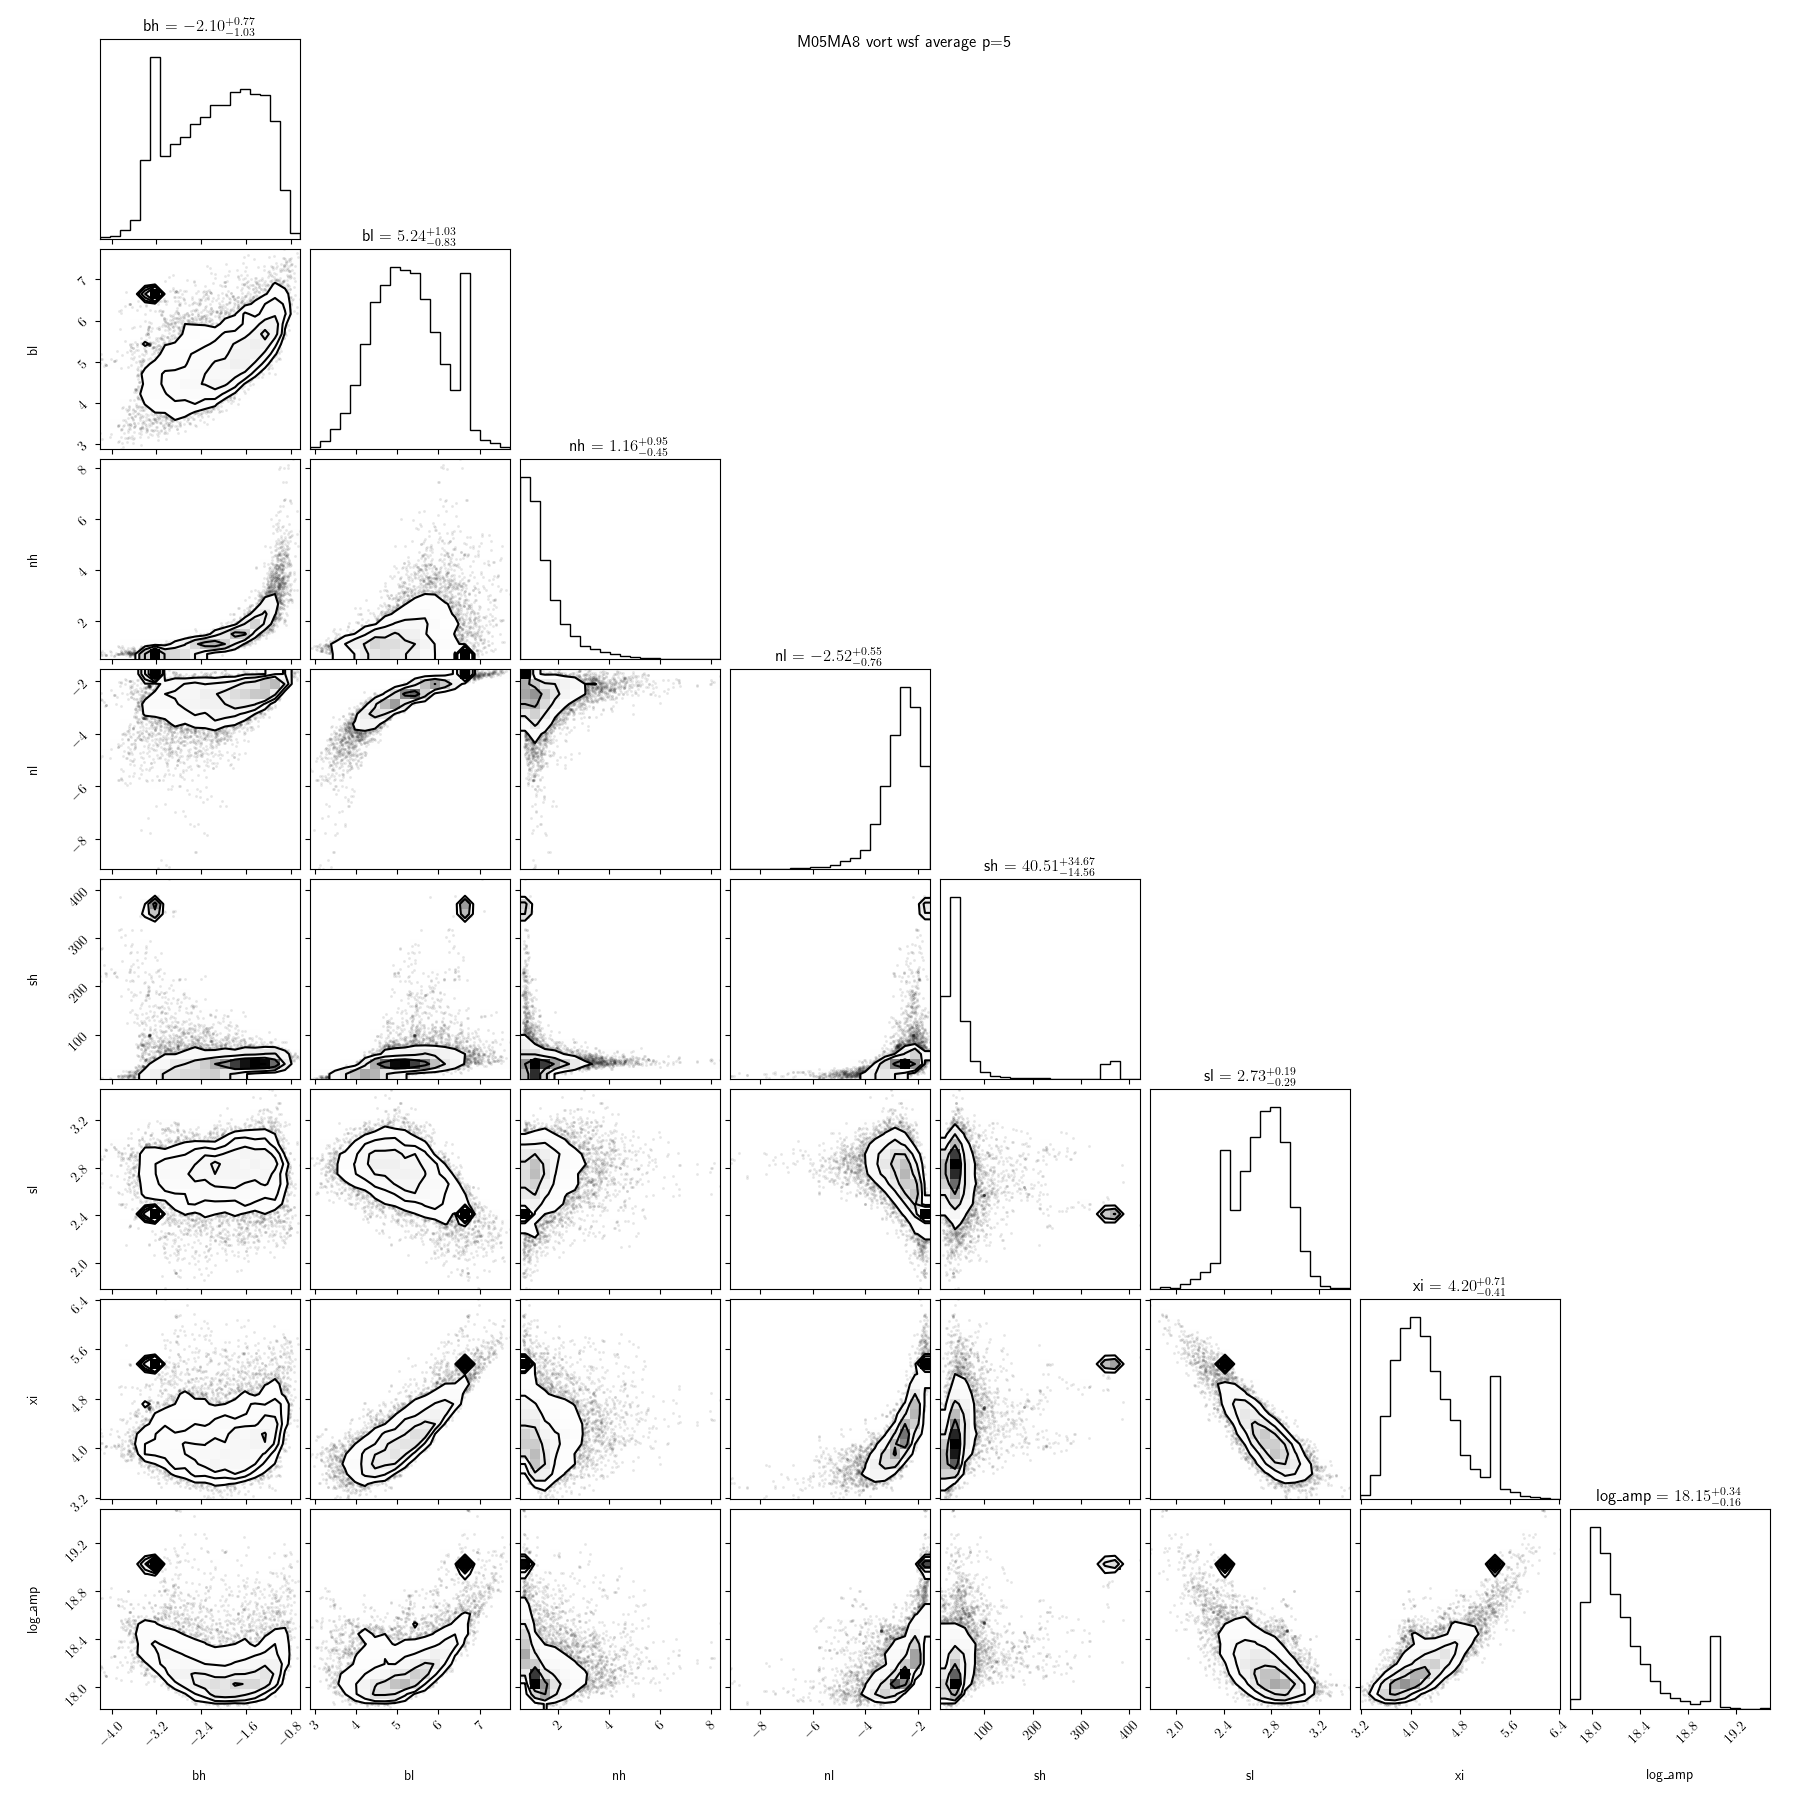 M05MA8 vort wsf average p=5
bh = −2.10+0.77 −1.03
bl = 5.24+1.03 −0.83
nh = 1.16+0.95 −0.45
nl = −2.52+0.55 −0.76
sh = 40.51+34.67 −14.56
sl = 2.73+0.19 −0.29
xi = 4.20+0.71 −0.41
log_amp = 18.15+0.34 −0.16
bl
7
6
5
4
3
nh
8
6
4
2
nl
−2
−4
−6
−8
sh
400
300
200
100
sl
3.2
2.8
2.4
2.0
xi
6.4
5.6
4.8
4.0
3.2
log_amp
19.2
18.8
18.4
18.0
−4.0 −3.2 −2.4 −1.6 −0.8
3 4 5 6 7
2 4 6 8
−8 −6 −4 −2
100 200 300 400
2.0 2.4 2.8 3.2
3.2 4.0 4.8 5.6 6.4
18.0 18.4 18.8 19.2
bh bl nh nl sh sl xi log_amp